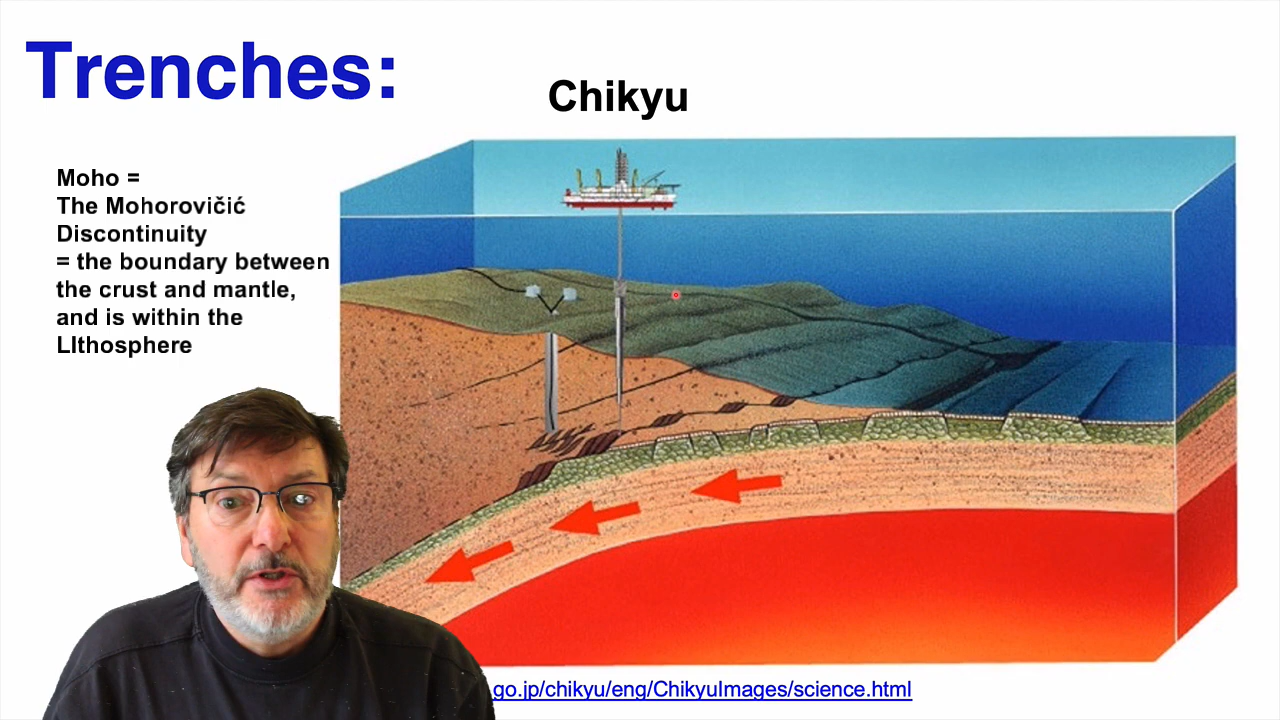 Trenches:
Chikyu
Moho =
The Mohorovičić
Discontinuity
= the boundary between
the crust and mantle,
and is within the
LIthosphere
.go.jp/chikyu/eng/ChikyuImages/science.html